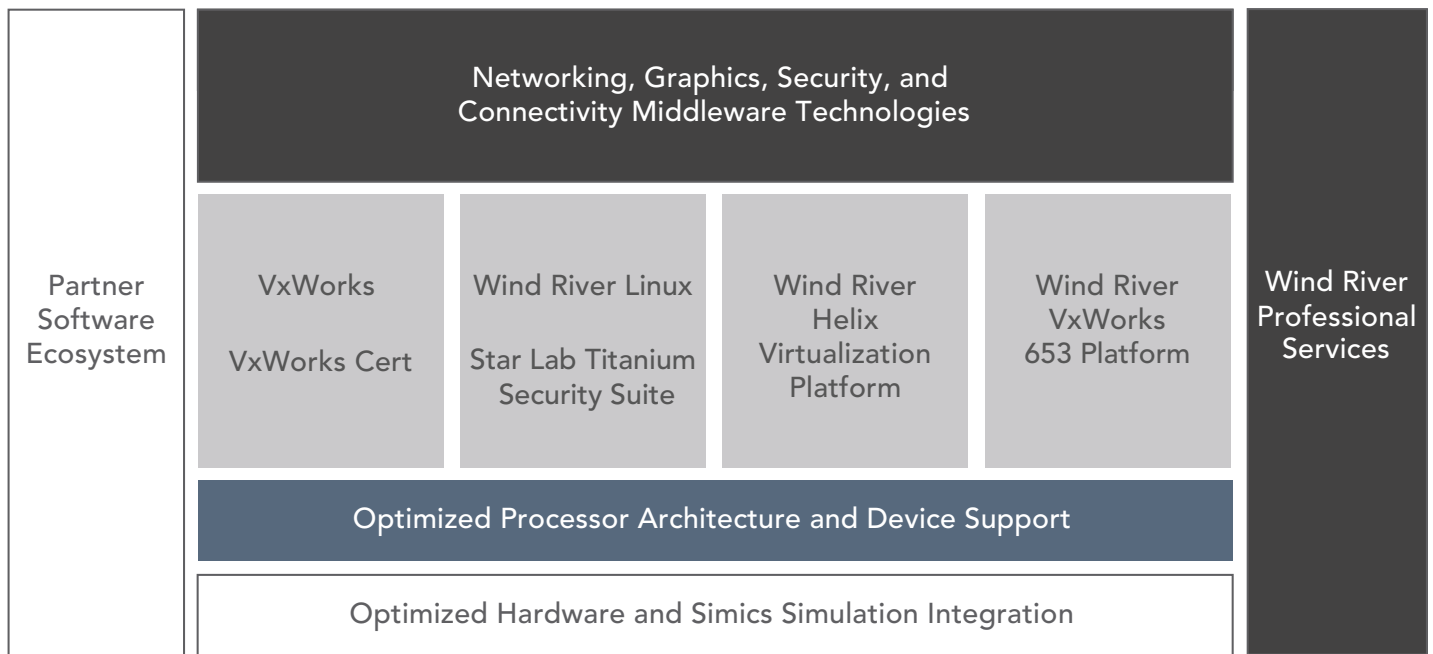 Networking, Graphics, Security, and
Connectivity Middleware Technologies
Partner
Software
Ecosystem
VxWorks
VxWorks Cert
Wind River Linux
Star Lab Titanium
Security Suite
Wind River
Helix
Virtualization
Platform
Wind River
VxWorks
653 Platform
Wind River
Professional
Services
Optimized Processor Architecture and Device Support
Optimized Hardware and Simics Simulation Integration